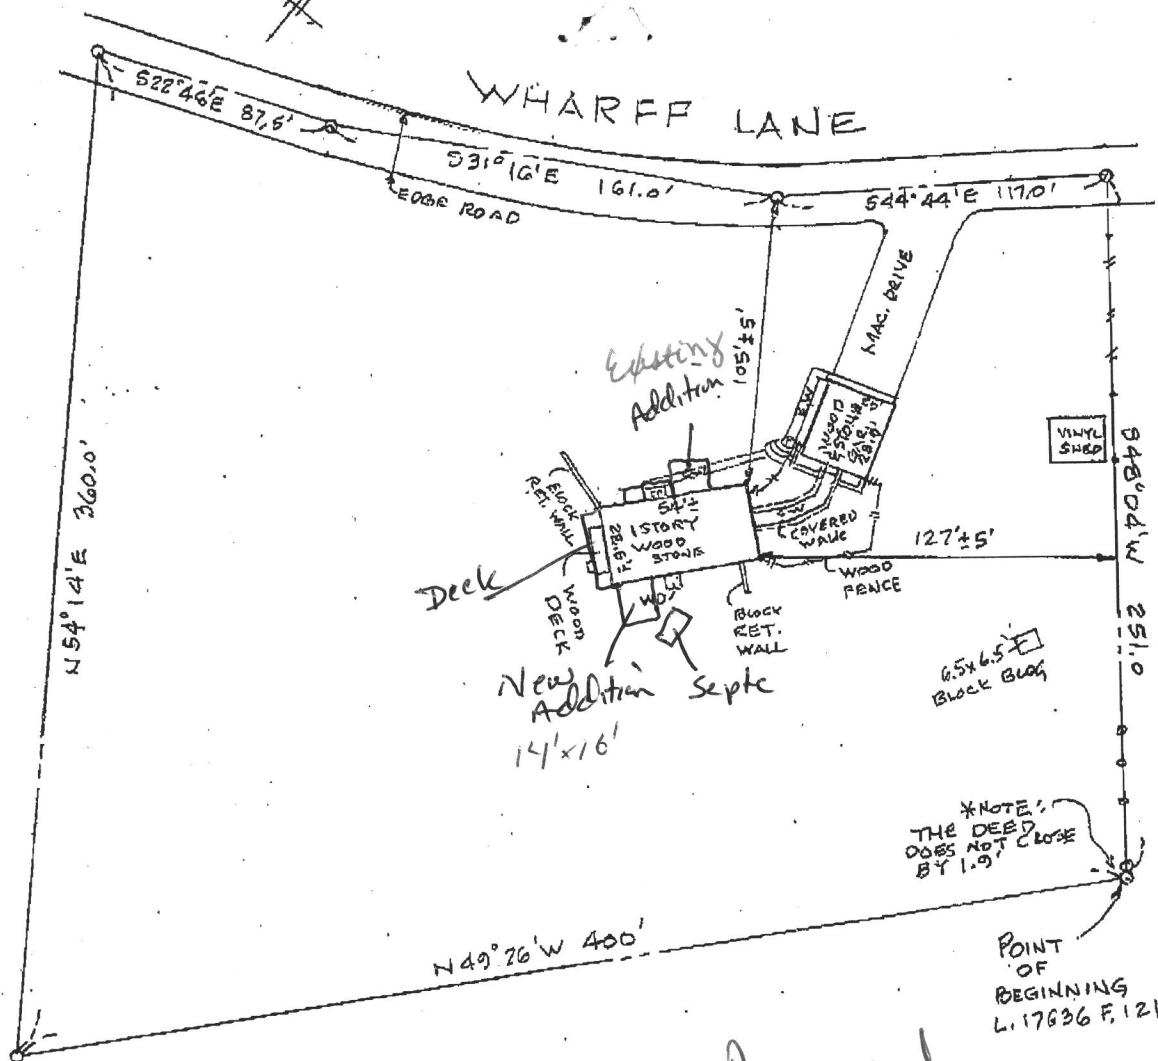 WHARFF LANE
S22°46'E 87.5'
S31°16'E 161.0'
S44°44'E 117.0'
EDGE ROAD
MAC. DRIVE
105'±5'
Existing
Addition
VINYL
SHED
S48°04'W 251.0
N54°14'E 360.0'
BLOCK
RET. WALL
54'±
1 STORY
WOOD
STONE
COVERED
WALK
127'±5'
WOOD
FENCE
Deck
WOOD
DECK
WD
BLOCK
RET.
WALL
New
Addition
14'x16'
Septc
6.5x6.5
BLOCK BLDG
*NOTE:
THE DEED
DOES NOT CLOSE
BY 1.9'
N49°26'W 400'
POINT
OF
BEGINNING
L. 17636 F. 121